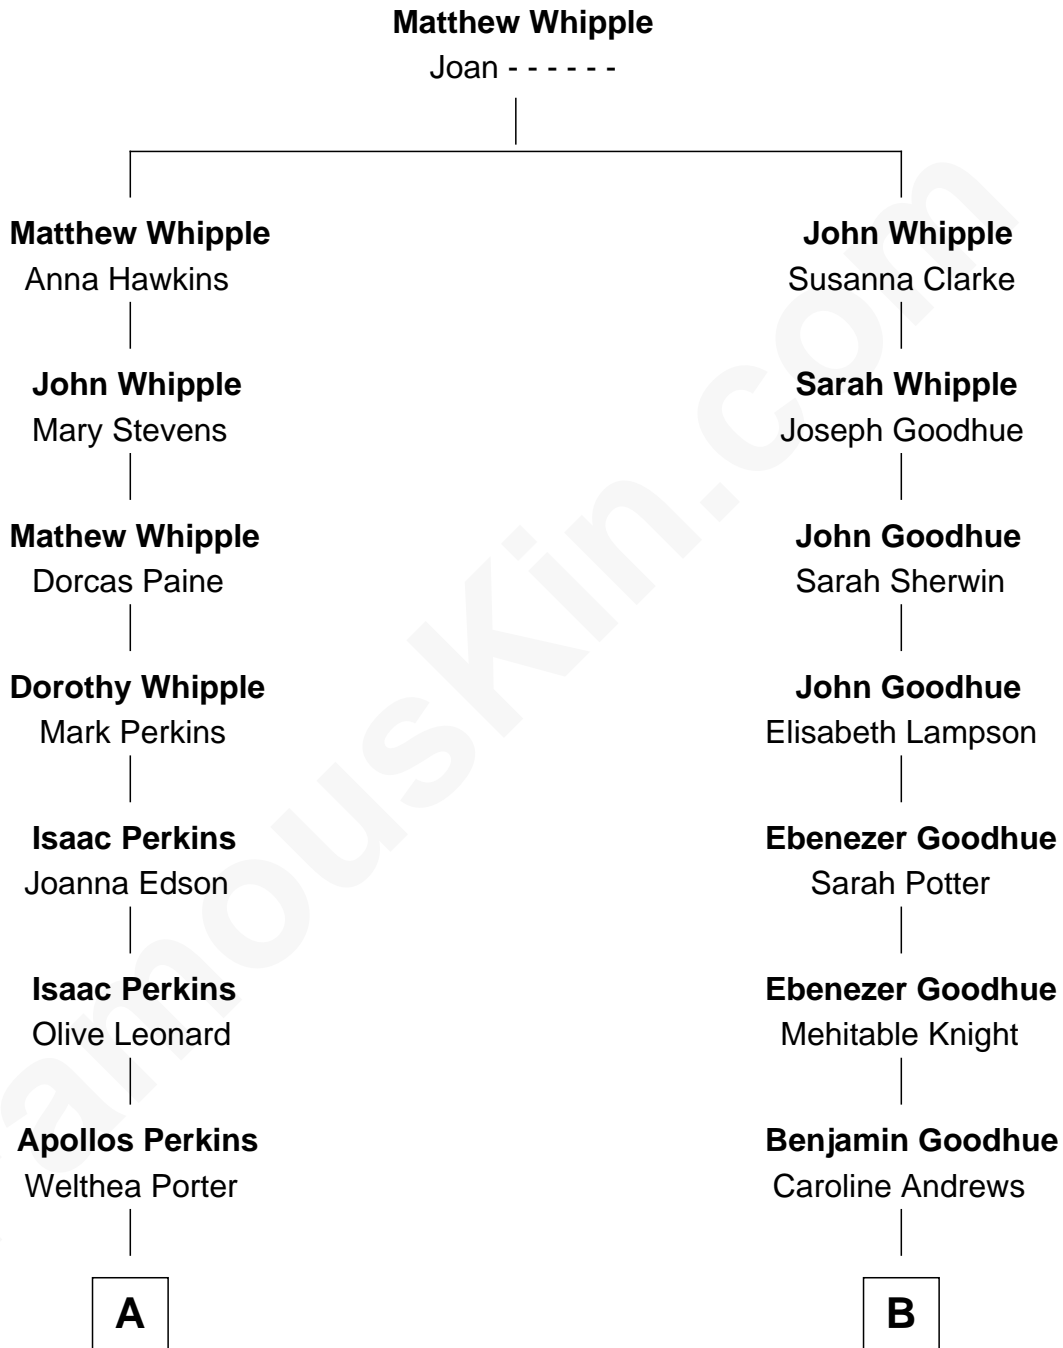 Matthew Whipple
Joan - - - - - -
Matthew Whipple
Anna Hawkins
John Whipple
Susanna Clarke
John Whipple
Mary Stevens
Sarah Whipple
Joseph Goodhue
Mathew Whipple
Dorcas Paine
John Goodhue
Sarah Sherwin
Dorothy Whipple
Mark Perkins
John Goodhue
Elisabeth Lampson
Isaac Perkins
Joanna Edson
Ebenezer Goodhue
Sarah Potter
Isaac Perkins
Olive Leonard
Ebenezer Goodhue
Mehitable Knight
Apollos Perkins
Welthea Porter
Benjamin Goodhue
Caroline Andrews
A
B
FamousKin.com